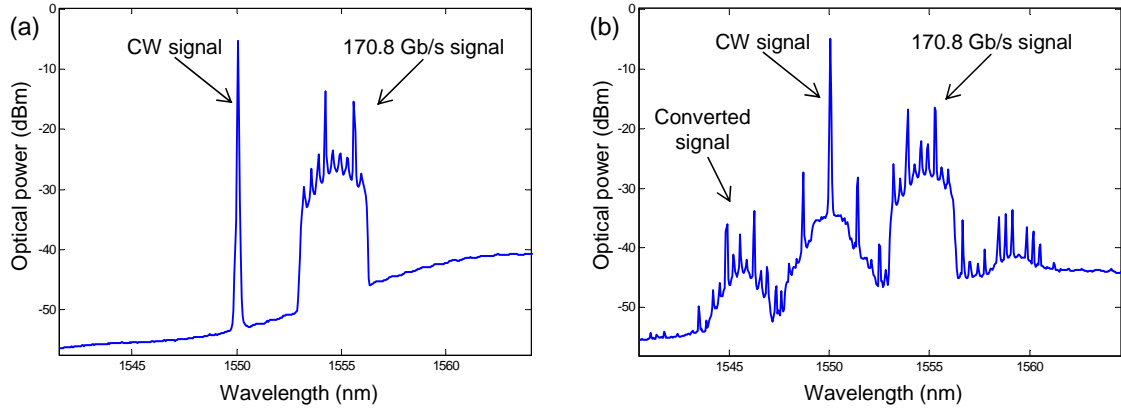 (a)
CW signal
170.8 Gb/s signal
Optical power (dBm)
-10
-20
-30
-40
-50
1545
1550
1555
1560
Wavelength (nm)
(b)
CW signal
170.8 Gb/s signal
Converted
signal
Optical power (dBm)
0
-10
-20
-30
-40
-50
1545
1550
1555
1560
Wavelength (nm)